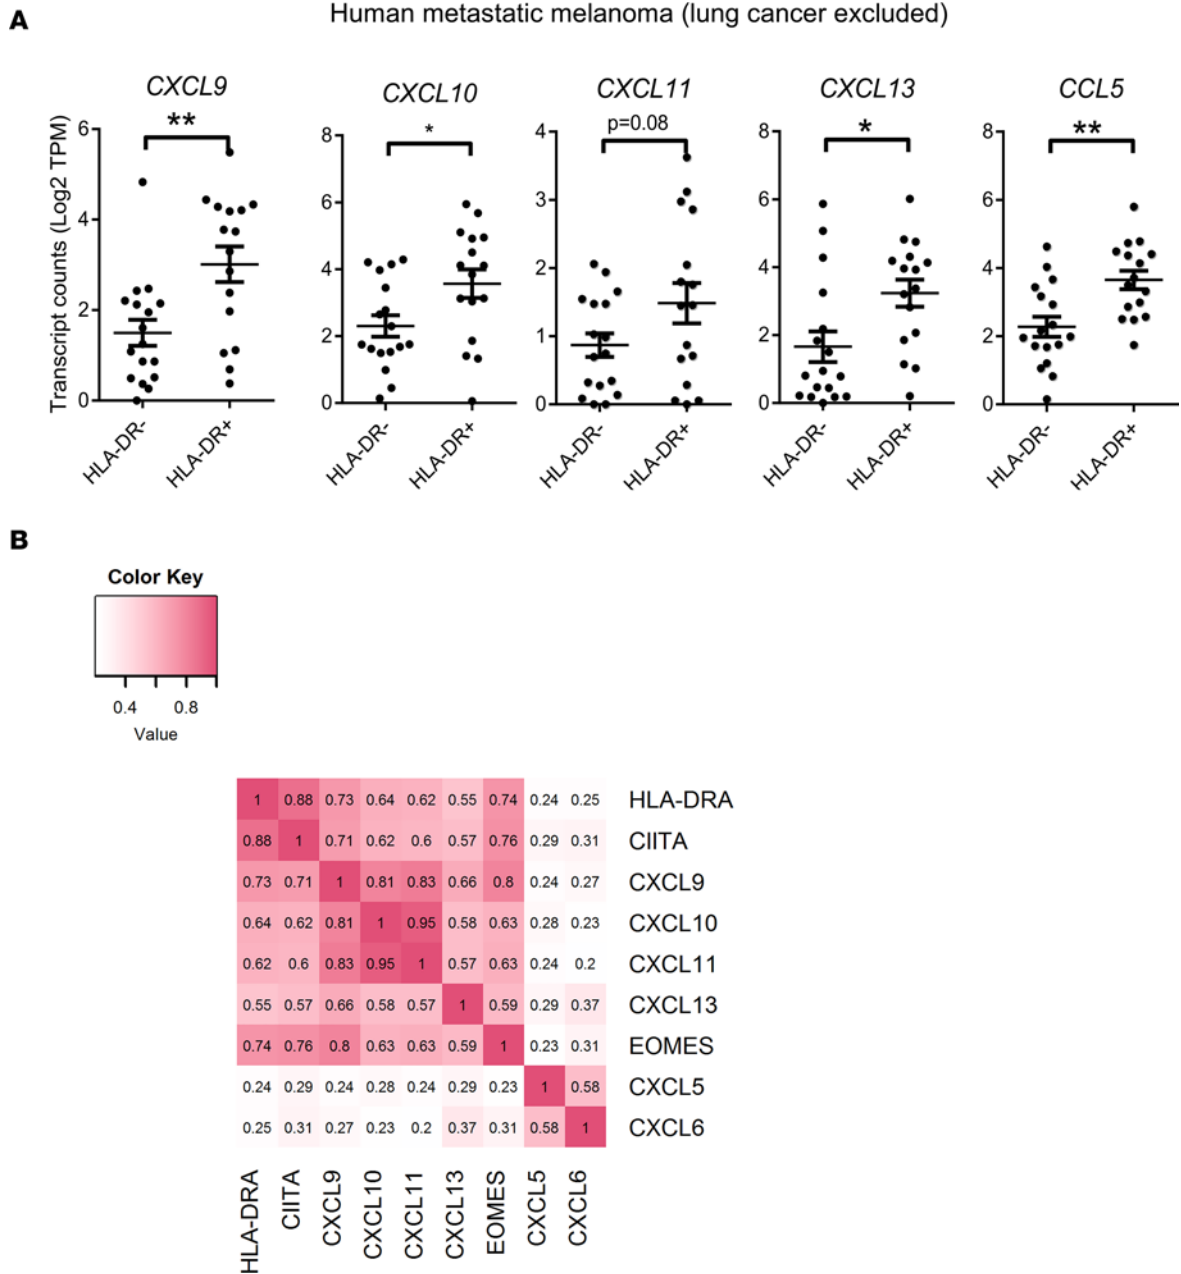 A
Human metastatic melanoma (lung cancer excluded)
CXCL9 CXCL10 CXCL11 CXCL13 CCL5
** * p=0.08 * **
Transcript counts (Log2 TPM)
6 4 2 0
8 6 4 2 0
4 3 2 1 0
8 6 4 2 0
8 6 4 2 0
HLA-DR- HLA-DR+ HLA-DR- HLA-DR+ HLA-DR- HLA-DR+ HLA-DR- HLA-DR+ HLA-DR- HLA-DR+
B
Color Key
0.4 0.8
Value
1 0.88 0.73 0.64 0.62 0.55 0.74 0.24 0.25 HLA-DRA
0.88 1 0.71 0.62 0.6 0.57 0.76 0.29 0.31 CIITA
0.73 0.71 1 0.81 0.83 0.66 0.8 0.24 0.27 CXCL9
0.64 0.62 0.81 1 0.95 0.58 0.63 0.28 0.23 CXCL10
0.62 0.6 0.83 0.95 1 0.57 0.63 0.24 0.2 CXCL11
0.55 0.57 0.66 0.58 0.57 1 0.59 0.29 0.37 CXCL13
0.74 0.76 0.8 0.63 0.63 0.59 1 0.23 0.31 EOMES
0.24 0.29 0.24 0.28 0.24 0.29 0.23 1 0.58 CXCL5
0.25 0.31 0.27 0.23 0.2 0.37 0.31 0.58 1 CXCL6
HLA-DRA CIITA CXCL9 CXCL10 CXCL11 CXCL13 EOMES CXCL5 CXCL6